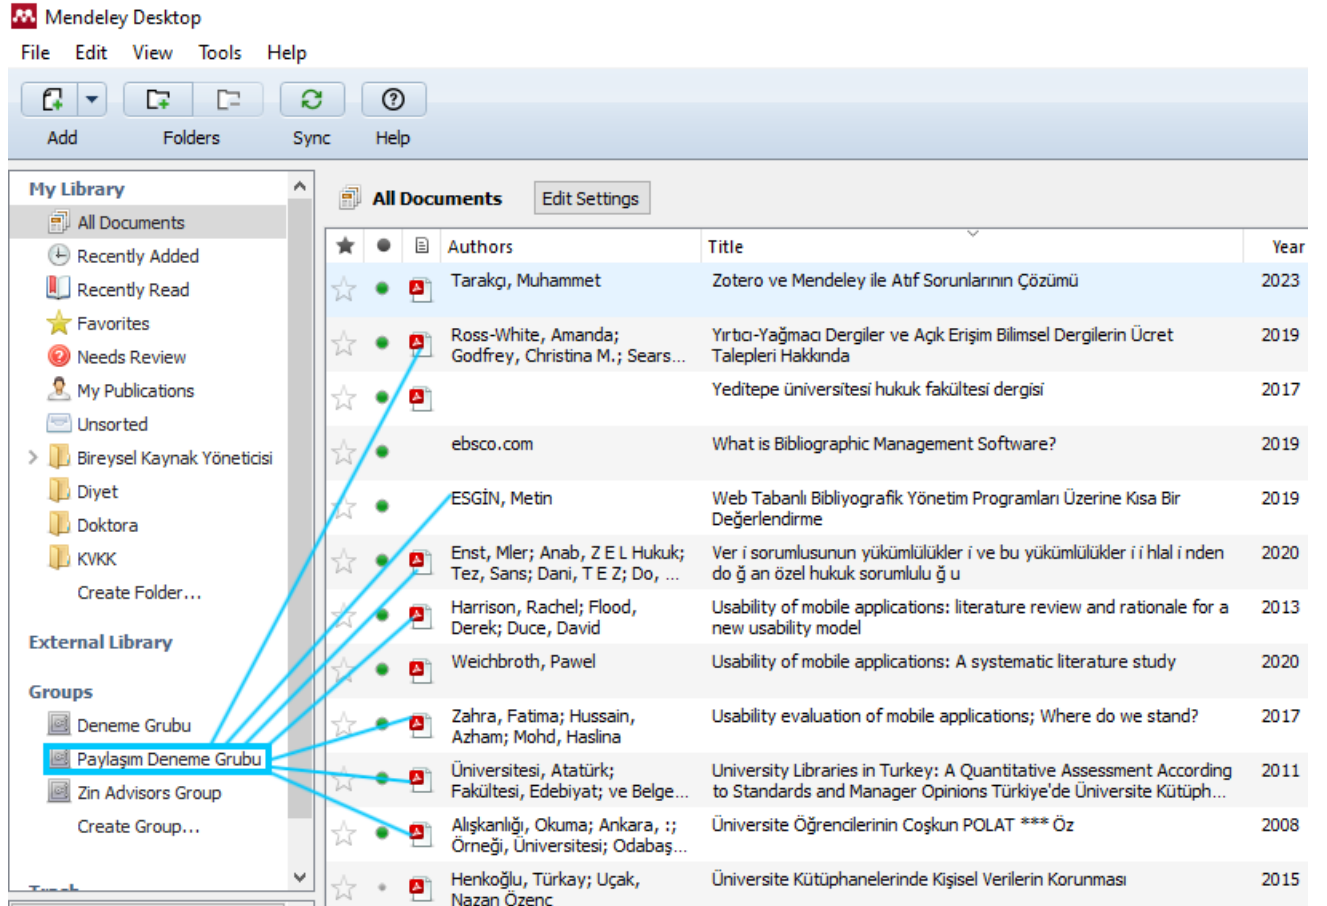 Mendeley Desktop
File Edit View Tools Help
Add Folders Sync Help
My Library
All Documents
Recently Added
Recently Read
Favorites
Needs Review
My Publications
Unsorted
Bireysel Kaynak Yöneticisi
Diyet
Doktora
KVKK
Create Folder...
External Library
Groups
Deneme Grubu
Paylaşım Deneme Grubu
Zin Advisors Group
Create Group...
Trash
All Documents Edit Settings
Authors Title Year
Tarakçı, Muhammet Zotero ve Mendeley ile Atıf Sorunlarının Çözümü 2023
Ross-White, Amanda; Yırtıcı-Yağmacı Dergiler ve Açık Erişim Bilimsel Dergilerin Ücret 2019
Godfrey, Christina M.; Sears... Talepleri Hakkında
Yeditepe üniversitesi hukuk fakültesi dergisi 2017
ebsco.com What is Bibliographic Management Software? 2019
ESGİN, Metin Web Tabanlı Bibliyografik Yönetim Programları Üzerine Kısa Bir 2019
Değerlendirme
Enst, Mler; Anab, Z E L Hukuk; Ver i sorumlusunun yükümlülükler i ve bu yükümlülükler i i hlal i nden 2020
Tez, Sans; Dani, T E Z; Do, ... do ğ an özel hukuk sorumlulu ğ u
Harrison, Rachel; Flood, Usability of mobile applications: literature review and rationale for a 2013
Derek; Duce, David new usability model
Weichbroth, Pawel Usability of mobile applications: A systematic literature study 2020
Zahra, Fatima; Hussain, Usability evaluation of mobile applications; Where do we stand? 2017
Azham; Mohd, Haslina
Üniversitesi, Atatürk; University Libraries in Turkey: A Quantitative Assessment According 2011
Fakültesi, Edebiyat; ve Belge... to Standards and Manager Opinions Türkiye'de Üniversite Kütüph...
Alışkanlığı, Okuma; Ankara, :; Üniversite Öğrencilerinin Coşkun POLAT *** Öz 2008
Örneği, Üniversitesi; Odabaş...
Henkoğlu, Türkay; Uçak, Üniversite Kütüphanelerinde Kişisel Verilerin Korunması 2015
Nazan Özenç